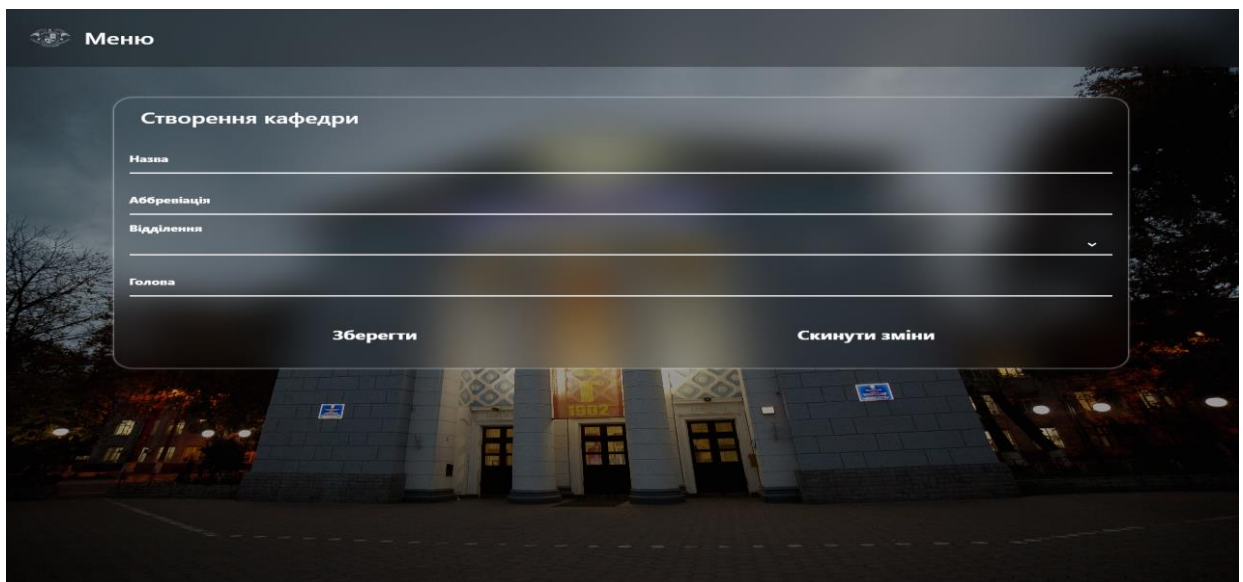 Меню
Створення кафедри
Назва
Аббревіація
Відділення
Голова
Зберегти
Скинути зміни
1902